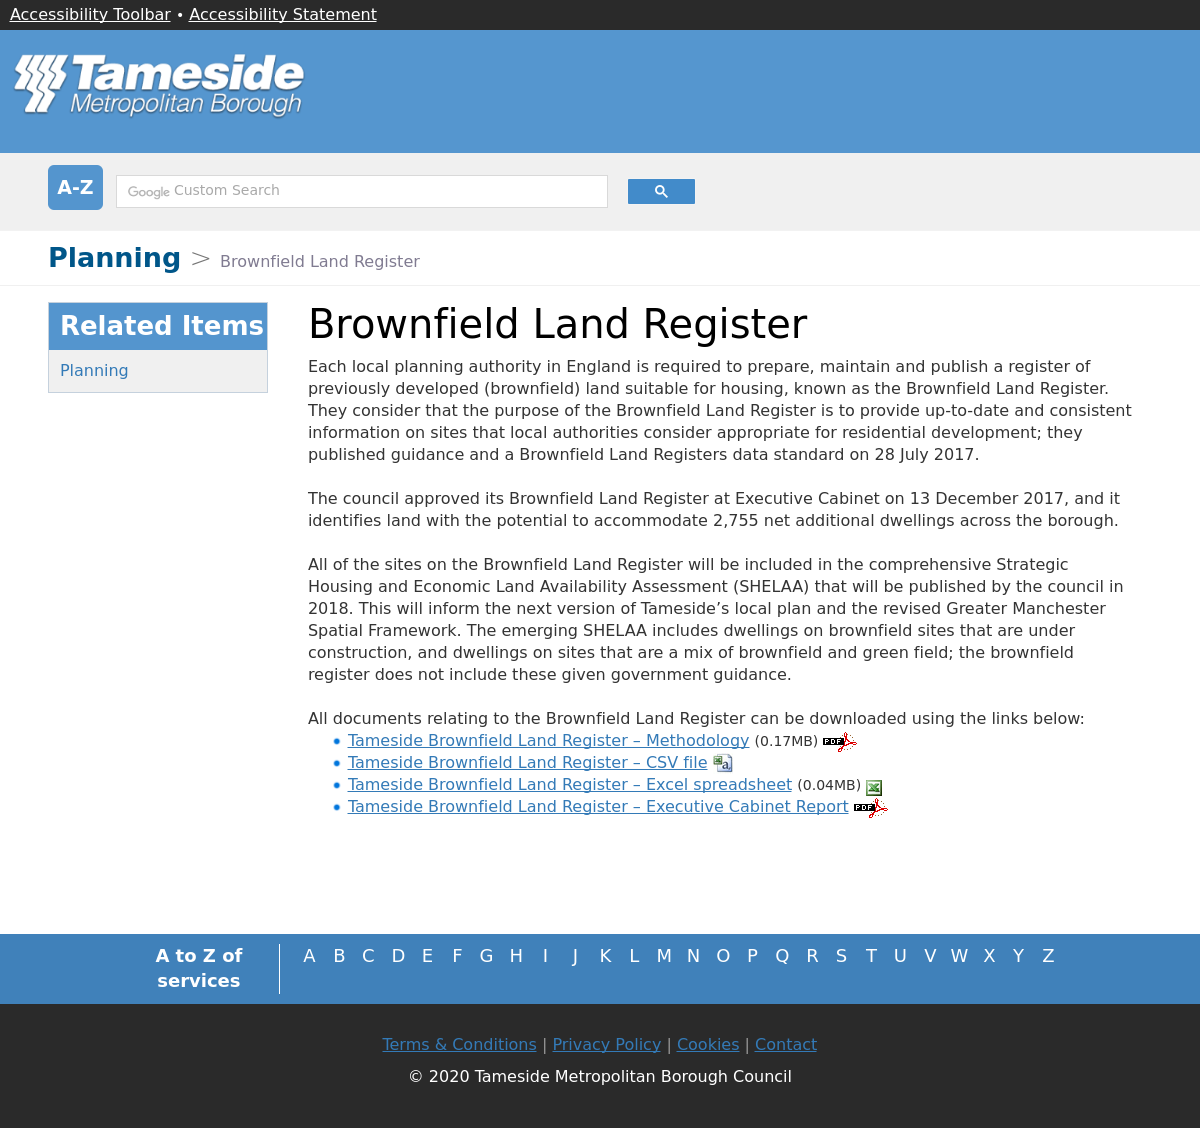 Accessibility Toolbar • Accessibility Statement
Tameside
Metropolitan Borough
A-Z
Google Custom Search
Planning > Brownfield Land Register
Related Items
Planning
Brownfield Land Register
Each local planning authority in England is required to prepare, maintain and publish a register of
previously developed (brownfield) land suitable for housing, known as the Brownfield Land Register.
They consider that the purpose of the Brownfield Land Register is to provide up-to-date and consistent
information on sites that local authorities consider appropriate for residential development; they
published guidance and a Brownfield Land Registers data standard on 28 July 2017.
The council approved its Brownfield Land Register at Executive Cabinet on 13 December 2017, and it
identifies land with the potential to accommodate 2,755 net additional dwellings across the borough.
All of the sites on the Brownfield Land Register will be included in the comprehensive Strategic
Housing and Economic Land Availability Assessment (SHELAA) that will be published by the council in
2018. This will inform the next version of Tameside’s local plan and the revised Greater Manchester
Spatial Framework. The emerging SHELAA includes dwellings on brownfield sites that are under
construction, and dwellings on sites that are a mix of brownfield and green field; the brownfield
register does not include these given government guidance.
All documents relating to the Brownfield Land Register can be downloaded using the links below:
Tameside Brownfield Land Register – Methodology (0.17MB) PDF
Tameside Brownfield Land Register – CSV file
Tameside Brownfield Land Register – Excel spreadsheet (0.04MB)
Tameside Brownfield Land Register – Executive Cabinet Report PDF
A to Z of
services
A B C D E F G H I J K L M N O P Q R S T U V W X Y Z
Terms & Conditions | Privacy Policy | Cookies | Contact
© 2020 Tameside Metropolitan Borough Council